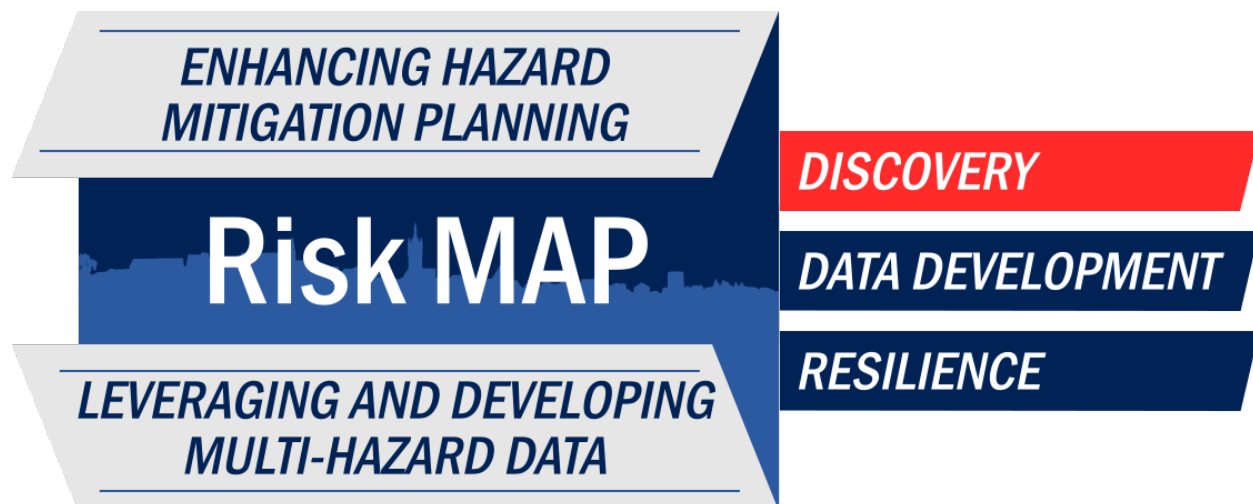 ENHANCING HAZARD
MITIGATION PLANNING
Risk MAP
LEVERAGING AND DEVELOPING
MULTI-HAZARD DATA
DISCOVERY
DATA DEVELOPMENT
RESILIENCE